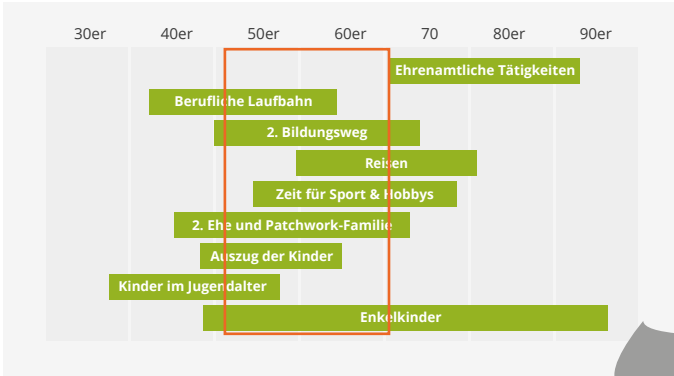 30er 40er 50er 60er 70 80er 90er
Ehrenamtliche Tätigkeiten
Berufliche Laufbahn
2. Bildungsweg
Reisen
Zeit für Sport & Hobbys
2. Ehe und Patchwork-Familie
Auszug der Kinder
Kinder im Jugendalter
Enkelkinder